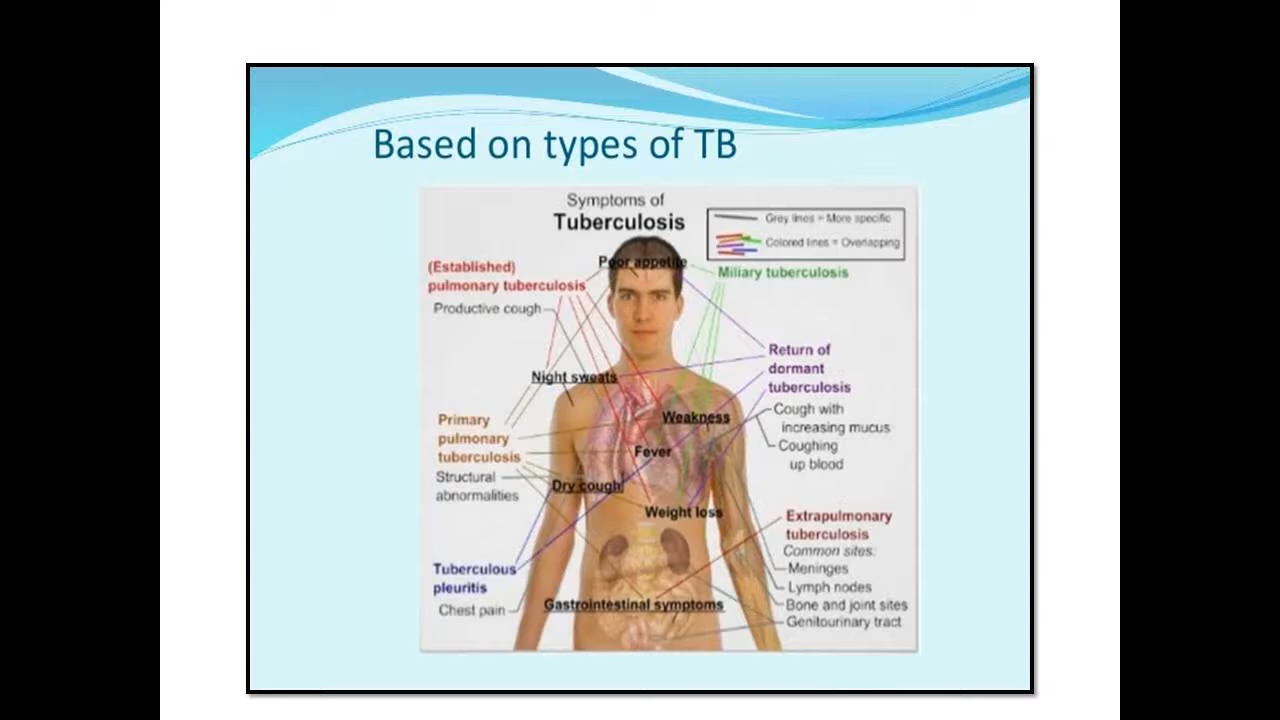 Based on types of TB
Symptoms of
Tuberculosis
Grey lines = More specific
Colored lines = Overlapping
Poor appetite
(Established)
pulmonary tuberculosis
Productive cough
Miliary tuberculosis
Return of
dormant
tuberculosis
Night sweats
Cough with
increasing mucus
Coughing
up blood
Weakness
Primary
pulmonary
tuberculosis
Fever
Structural
abnormalities
Dry cough
Weight loss
Extrapulmonary
tuberculosis
Common sites:
Meninges
Lymph nodes
Bone and joint sites
Genitourinary tract
Tuberculous
pleuritis
Chest pain
Gastrointestinal symptoms